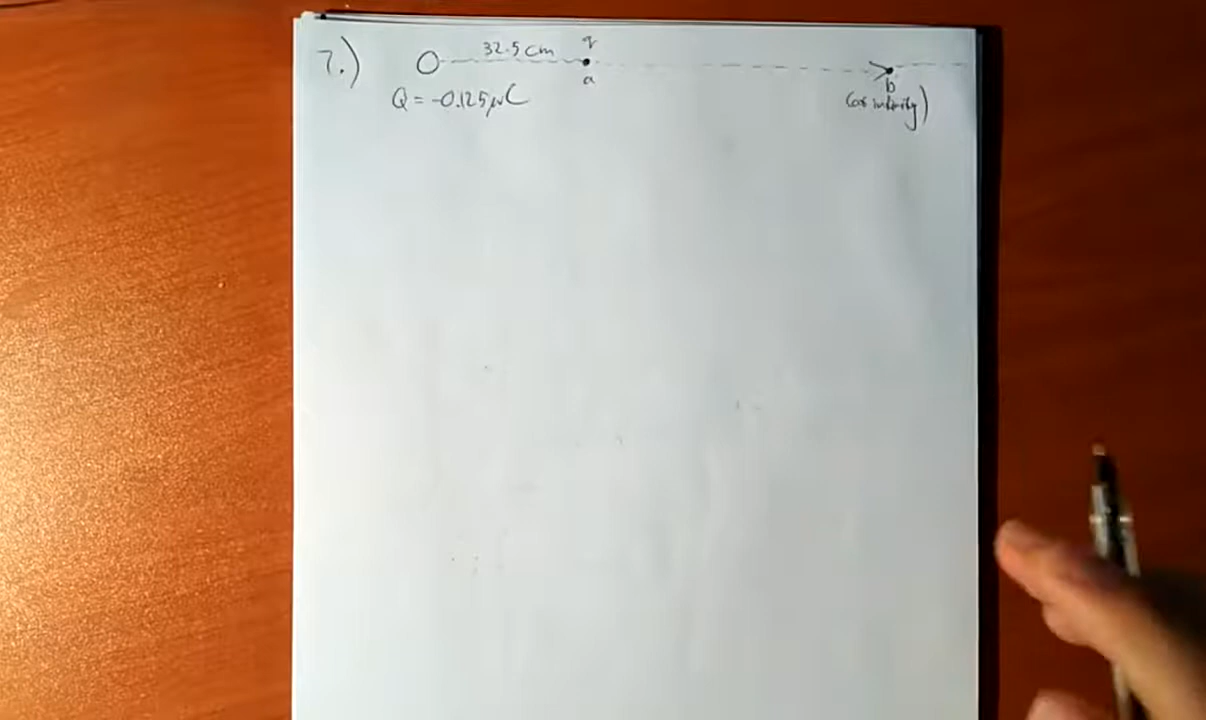 7.) 32.5 cm q
a
b
Q = -0.125 μC
(at infinity)